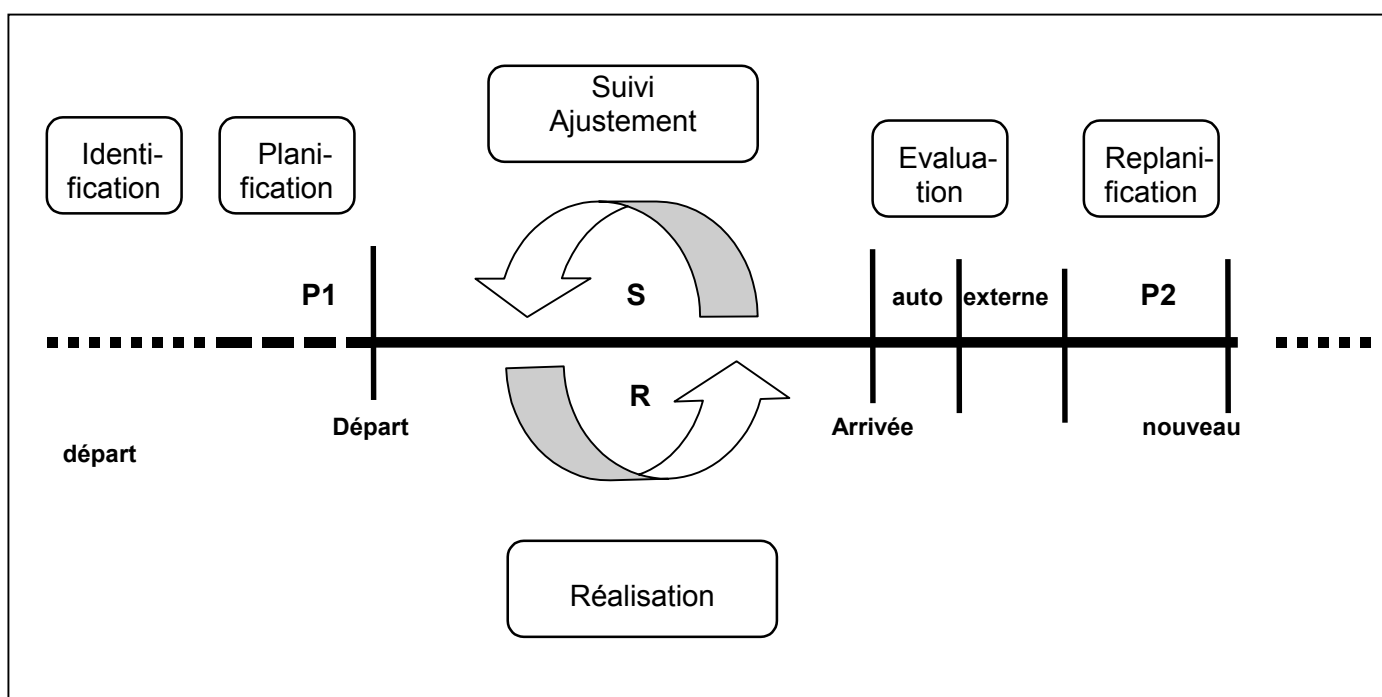 Suivi
Ajustement
Identi-
fication
Plani-
fication
Evalua-
tion
Replani-
fication
P1
S
auto
externe
P2
R
Départ
Arrivée
nouveau
départ
Réalisation